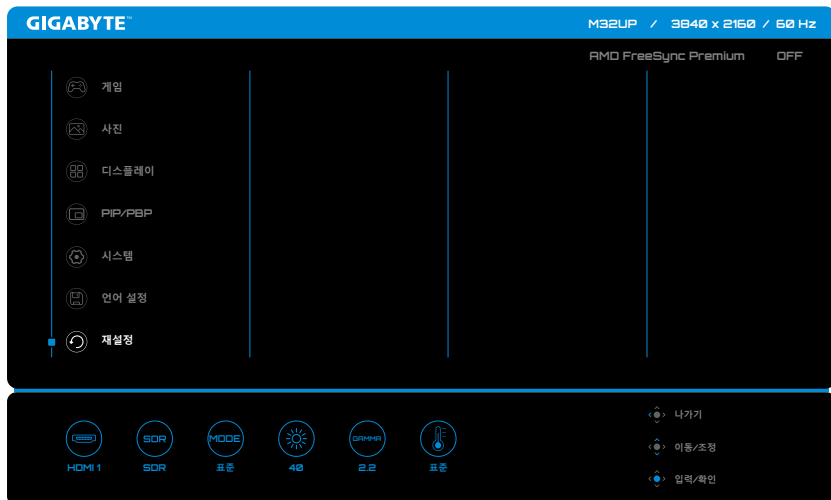 GIGABYTE™ M32UP / 3840 x 2160 / 60 Hz
AMD FreeSync Premium OFF
게임
사진
디스플레이
PIP/PBP
시스템
언어 설정
재설정
나가기
SDR MODE GAMMA
이동/조정
HDMI 1 SDR 표준 40 2.2 표준
입력/확인